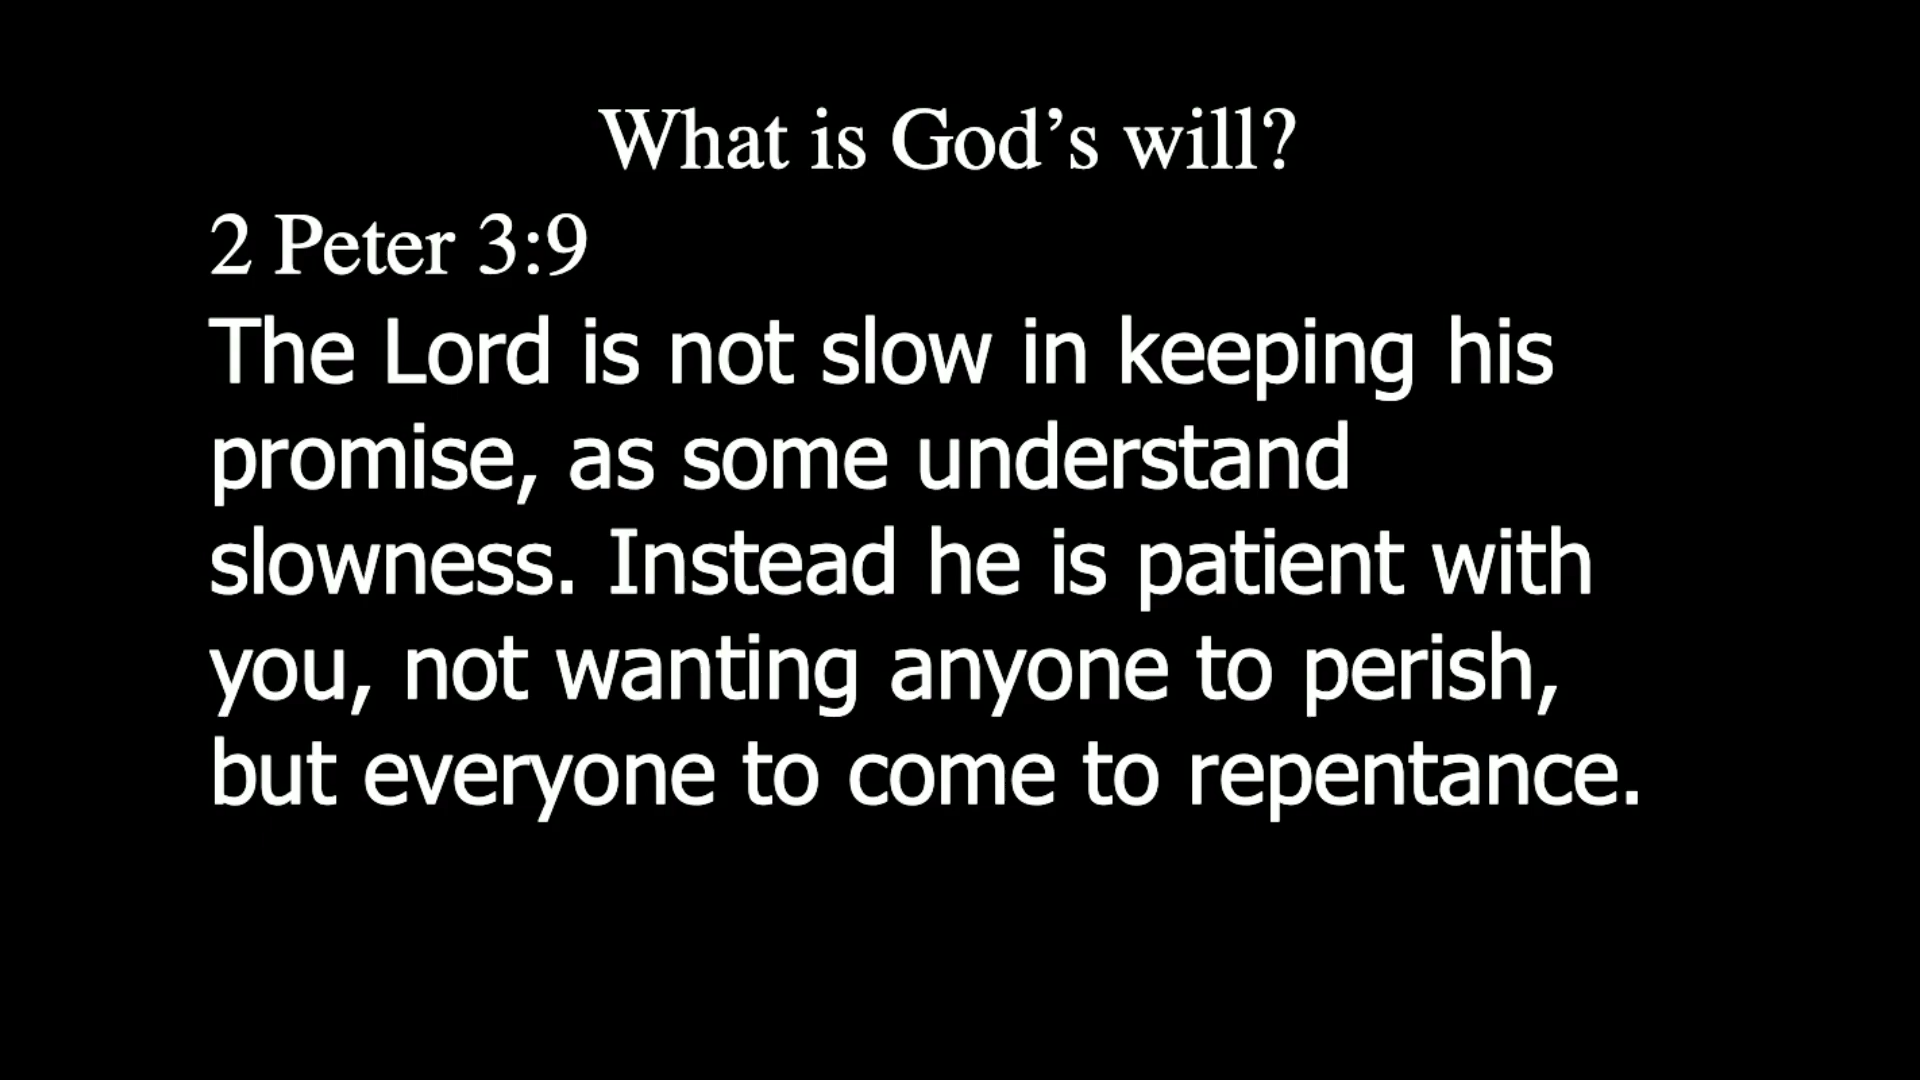 What is God’s will?
2 Peter 3:9
The Lord is not slow in keeping his
promise, as some understand
slowness. Instead he is patient with
you, not wanting anyone to perish,
but everyone to come to repentance.